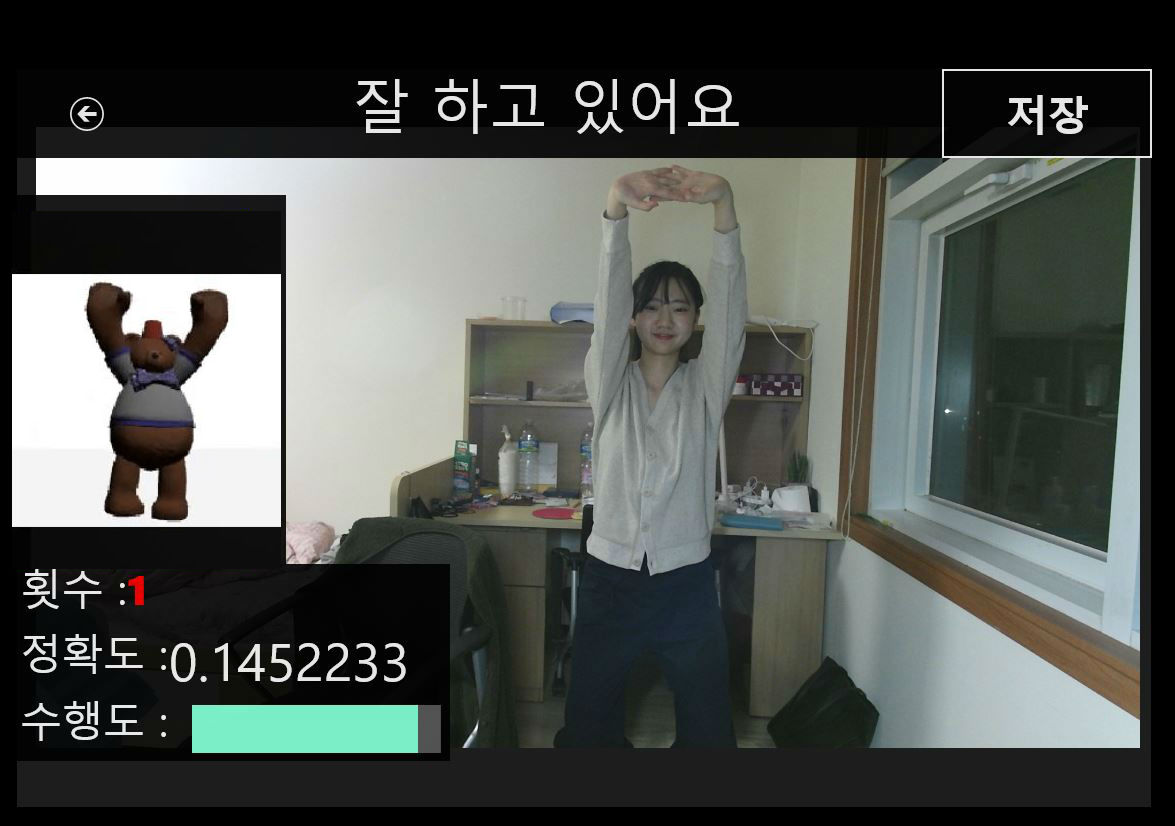 잘 하고 있어요
저장
횟수 :1
정확도 :0.1452233
수행도 :